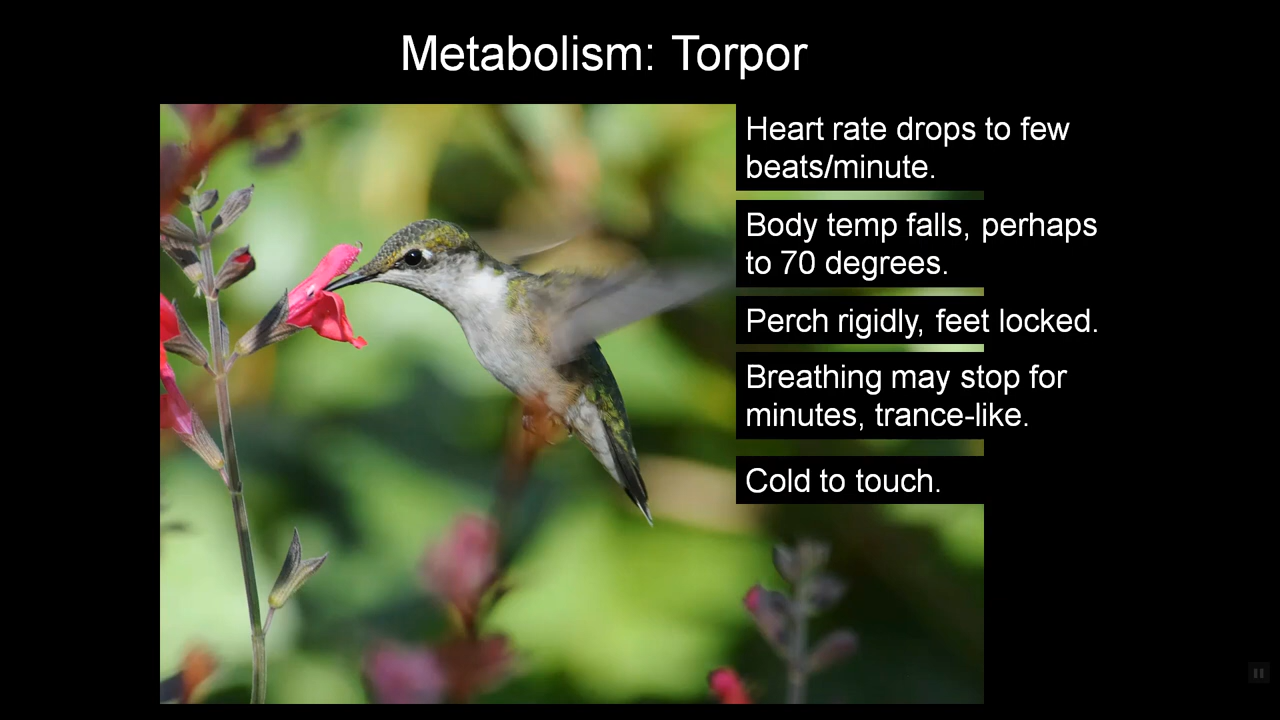 Metabolism: Torpor
Heart rate drops to few
beats/minute.
Body temp falls, perhaps
to 70 degrees.
Perch rigidly, feet locked.
Breathing may stop for
minutes, trance-like.
Cold to touch.